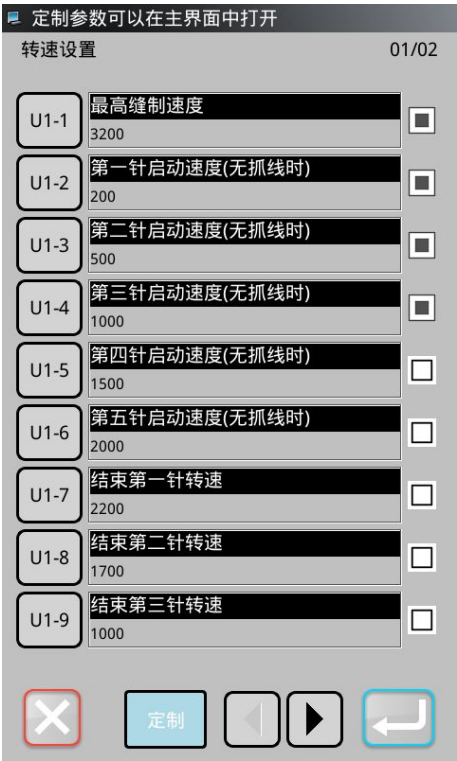 定制参数可以在主界面中打开
转速设置 01/02
U1-1 最高缝制速度
3200
U1-2 第一针启动速度(无抓线时)
200
U1-3 第二针启动速度(无抓线时)
500
U1-4 第三针启动速度(无抓线时)
1000
U1-5 第四针启动速度(无抓线时)
1500
U1-6 第五针启动速度(无抓线时)
2000
U1-7 结束第一针转速
2200
U1-8 结束第二针转速
1700
U1-9 结束第三针转速
1000
定制